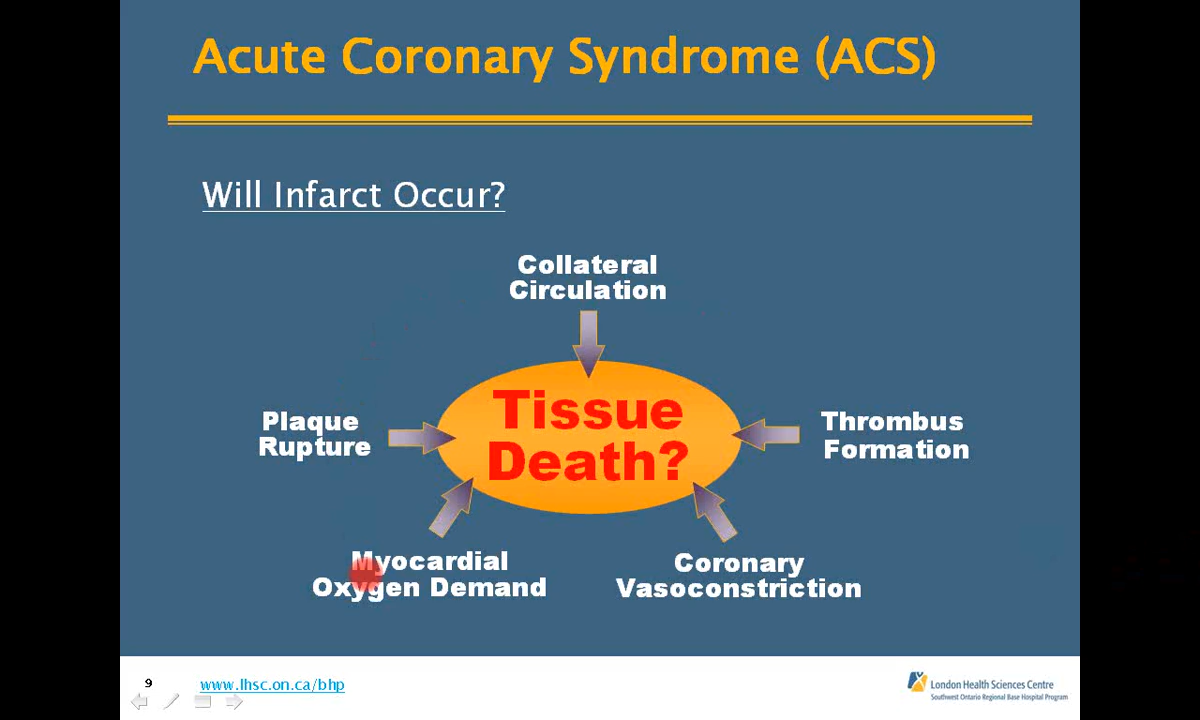 Acute Coronary Syndrome (ACS)
Will Infarct Occur?
Collateral
Circulation
Tissue
Death?
Plaque
Rupture
Thrombus
Formation
Myocardial
Oxygen Demand
Coronary
Vasoconstriction
9
www.lhsc.on.ca/bhp
London Health Sciences Centre
Southwest Ontario Regional Base Hospital Program